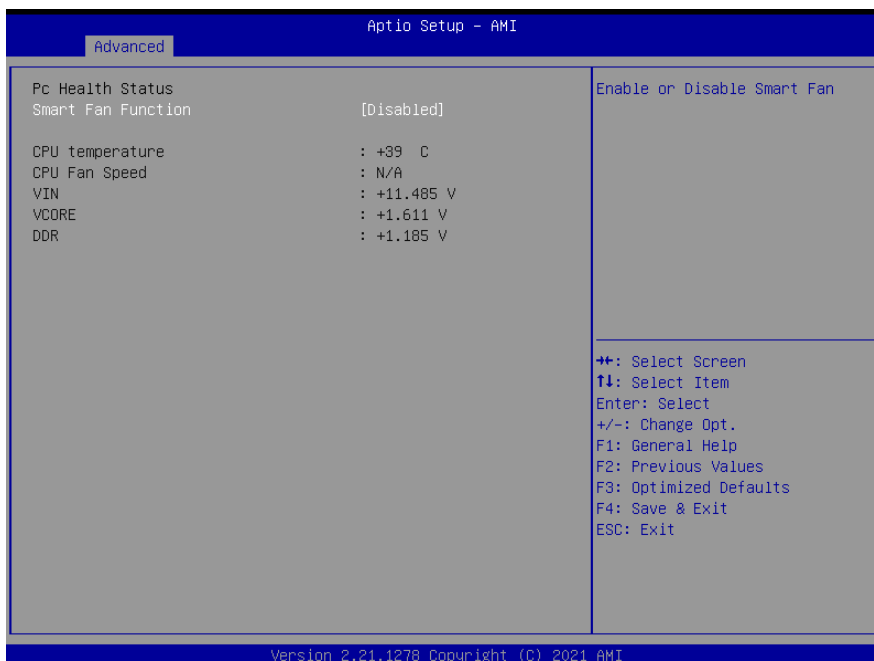 Aptio Setup – AMI
Advanced
Pc Health Status
Smart Fan Function [Disabled]
CPU temperature : +39 C
CPU Fan Speed : N/A
VIN : +11.485 V
VCORE : +1.611 V
DDR : +1.185 V
Enable or Disable Smart Fan
→←: Select Screen
↑↓: Select Item
Enter: Select
+/-: Change Opt.
F1: General Help
F2: Previous Values
F3: Optimized Defaults
F4: Save & Exit
ESC: Exit
Version 2.21.1278 Copyright (C) 2021 AMI